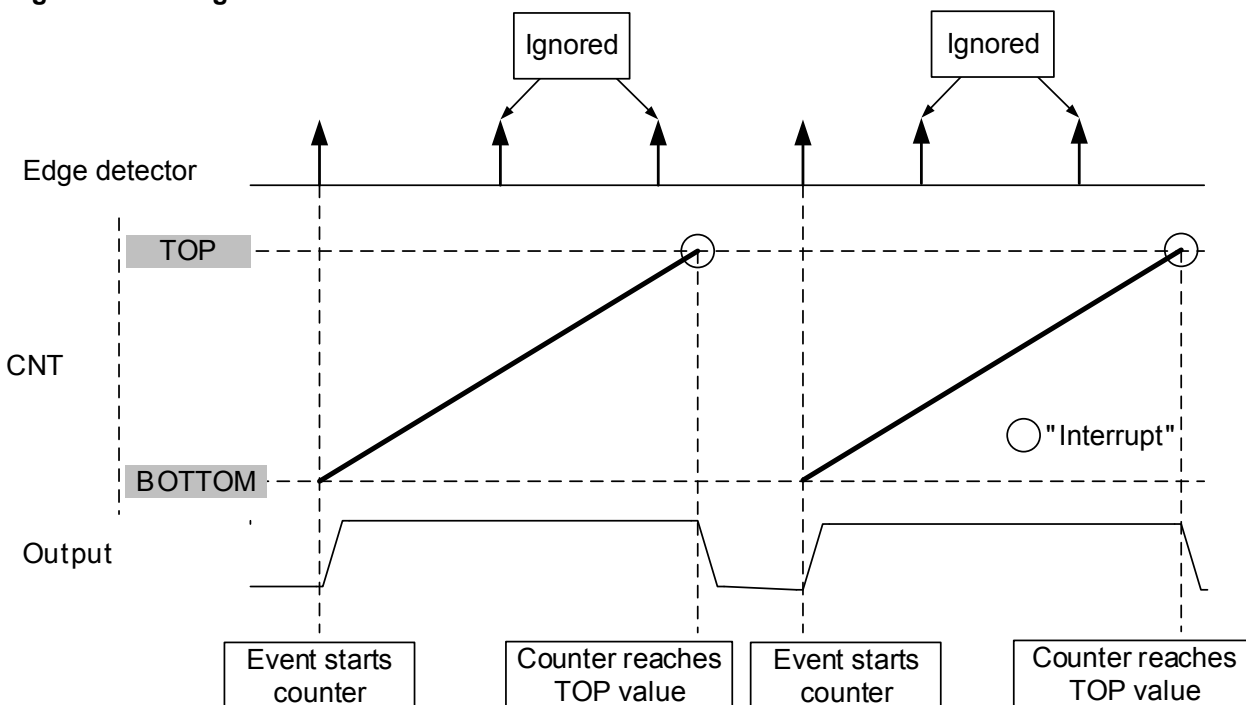 Ignored
Ignored
Edge detector
TOP
CNT
"Interrupt"
BOTTOM
Output
Event starts
counter
Counter reaches
TOP value
Event starts
counter
Counter reaches
TOP value